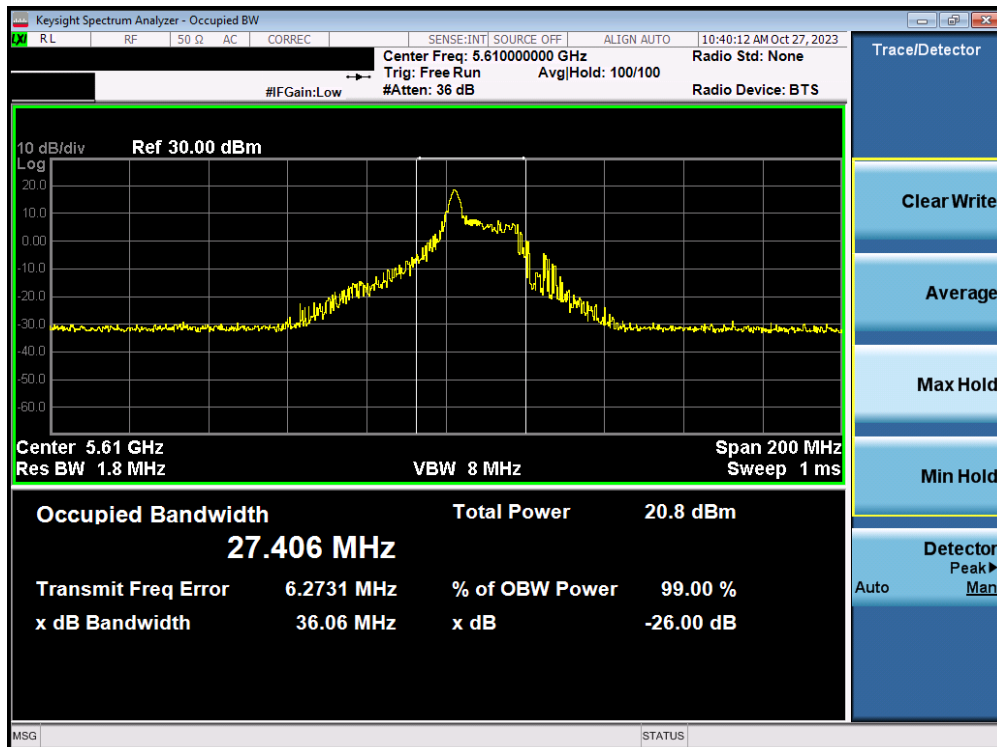 Keysight Spectrum Analyzer - Occupied BW
LXI RL RF 50 Ω AC CORREC SENSE:INT SOURCE OFF ALIGN AUTO 10:40:12 AM Oct 27, 2023
Center Freq: 5.610000000 GHz Radio Std: None
Trig: Free Run Avg|Hold: 100/100
#IFGain:Low #Atten: 36 dB Radio Device: BTS
Trace/Detector
10 dB/div Ref 30.00 dBm
Log
20.0
10.0
0.00
-10.0
-20.0
-30.0
-40.0
-50.0
-60.0
Center 5.61 GHz Span 200 MHz
Res BW 1.8 MHz VBW 8 MHz Sweep 1 ms
Occupied Bandwidth Total Power 20.8 dBm
27.406 MHz
Transmit Freq Error 6.2731 MHz % of OBW Power 99.00 %
x dB Bandwidth 36.06 MHz x dB -26.00 dB
Clear Write
Average
Max Hold
Min Hold
Detector
Peak
Auto Man
MSG STATUS